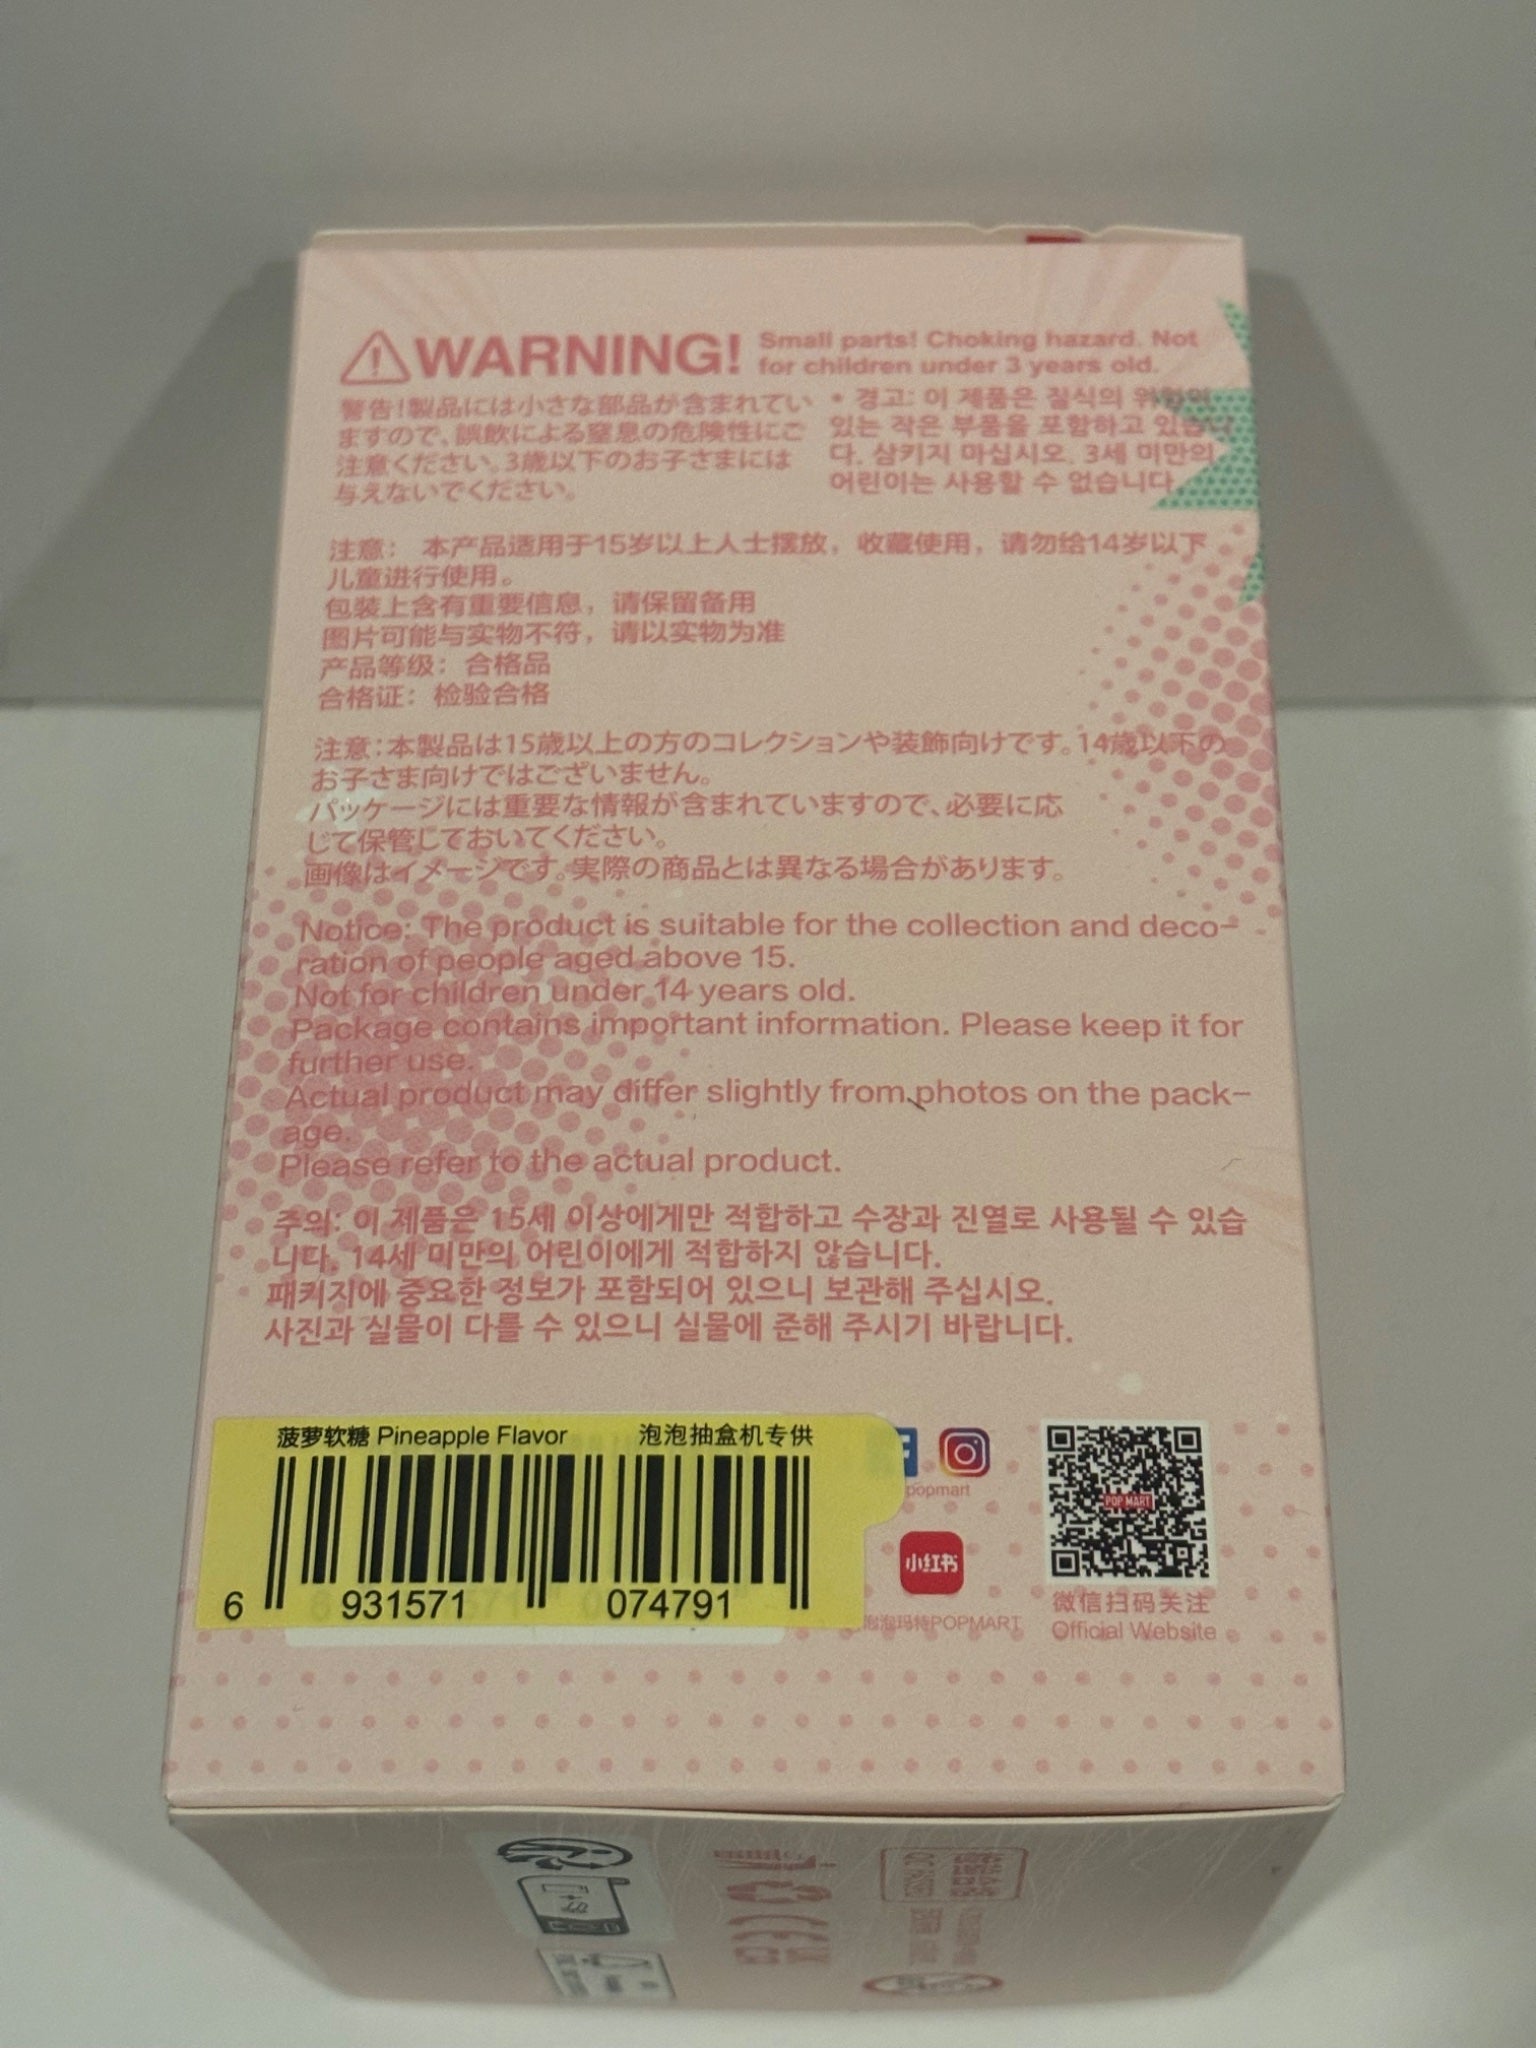 WARNING!
Small parts! Choking hazard. Not
for children under 3 years old.
警告!製品には小さな部品が含まれてい
ますので、誤飲による窒息の危険性にご
注意ください。3歳以下のお子さまには
与えないでください。
• 경고: 이 제품은 질식의 위험이
있는 작은 부품을 포함하고 있습니
다. 삼키지 마십시오. 3세 미만의
어린이는 사용할 수 없습니다.
注意： 本产品适用于15岁以上人士摆放，收藏使用，请勿给14岁以下
儿童进行使用。
包装上含有重要信息，请保留备用
图片可能与实物不符，请以实物为准
产品等级：合格品
合格证：检验合格
注意:本製品は15歳以上の方のコレクションや装飾向けです。14歳以下の
お子さま向けではございません。
パッケージには重要な情報が含まれていますので、必要に応
じて保管しておいてください。
画像はイメージです。実際の商品とは異なる場合があります。
Notice: The product is suitable for the collection and deco-
ration of people aged above 15.
Not for children under 14 years old.
Package contains important information. Please keep it for
further use.
Actual product may differ slightly from photos on the pack-
age.
Please refer to the actual product.
주의: 이 제품은 15세 이상에게만 적합하고 수장과 진열로 사용될 수 있습
니다. 14세 미만의 어린이에게 적합하지 않습니다.
패키지에 중요한 정보가 포함되어 있으니 보관해 주십시오.
사진과 실물이 다를 수 있으니 실물에 준해 주시기 바랍니다.
菠萝软糖 Pineapple Flavor 泡泡抽盒机专供
6 931571 074791
popmart
小红书
泡泡玛特POPMART
POP MART
微信扫码关注
Official Website